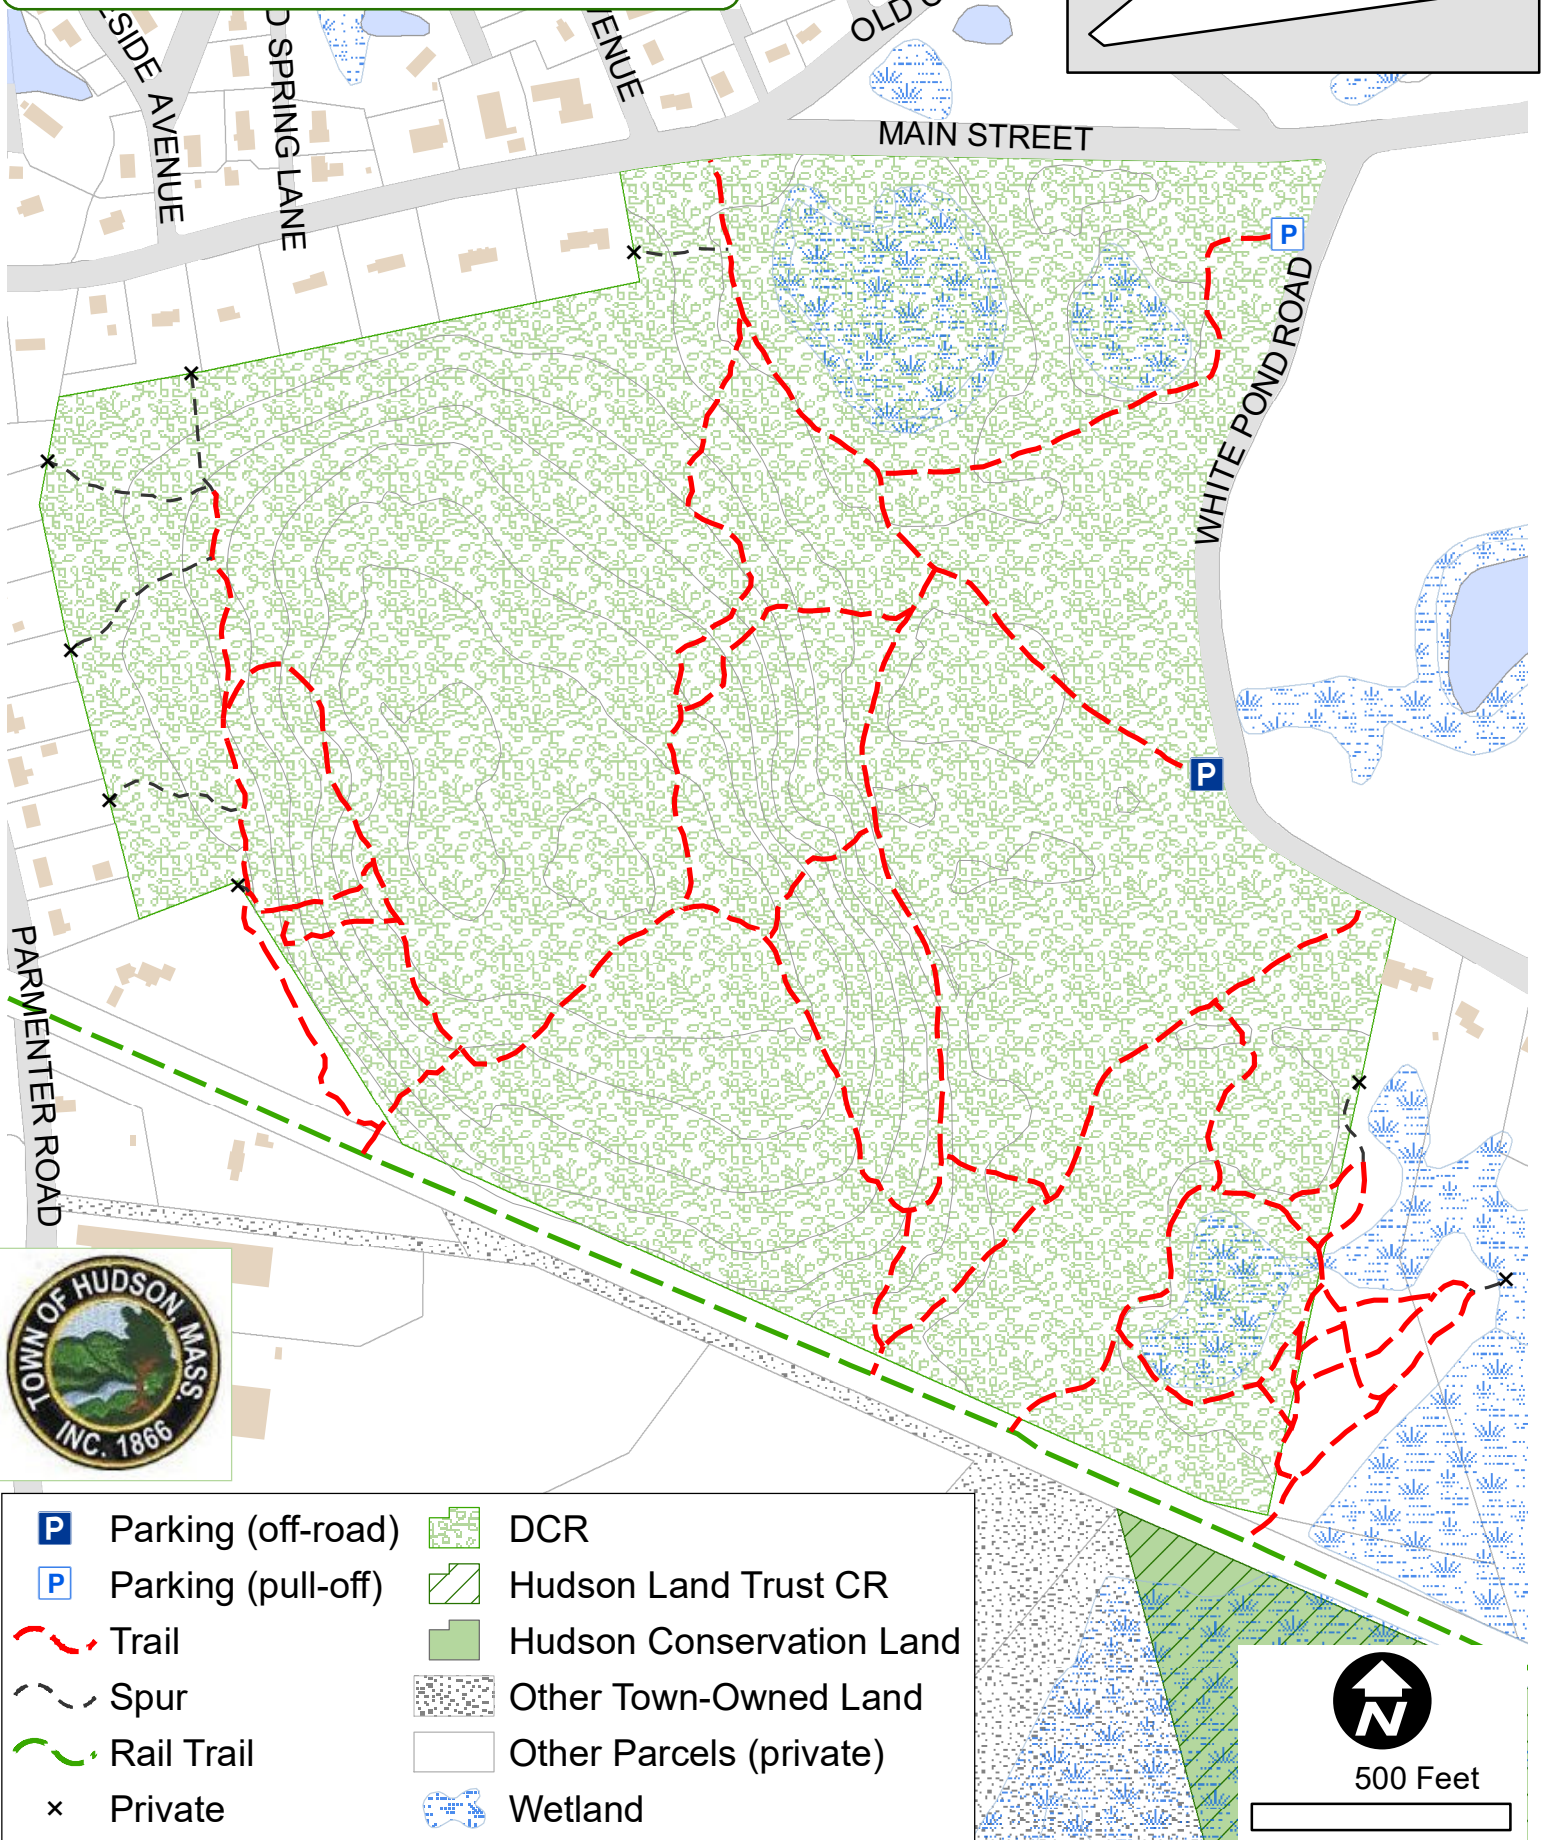 SIDE AVENUE
SPRING LANE
ENUE
OLD
MAIN STREET
P
WHITE POND ROAD
P
PARMENTER ROAD
TOWN OF HUDSON, MASS.
INC. 1866
P Parking (off-road)
P Parking (pull-off)
Trail
Spur
Rail Trail
Private
DCR
Hudson Land Trust CR
Hudson Conservation Land
Other Town-Owned Land
Other Parcels (private)
Wetland
N
500 Feet